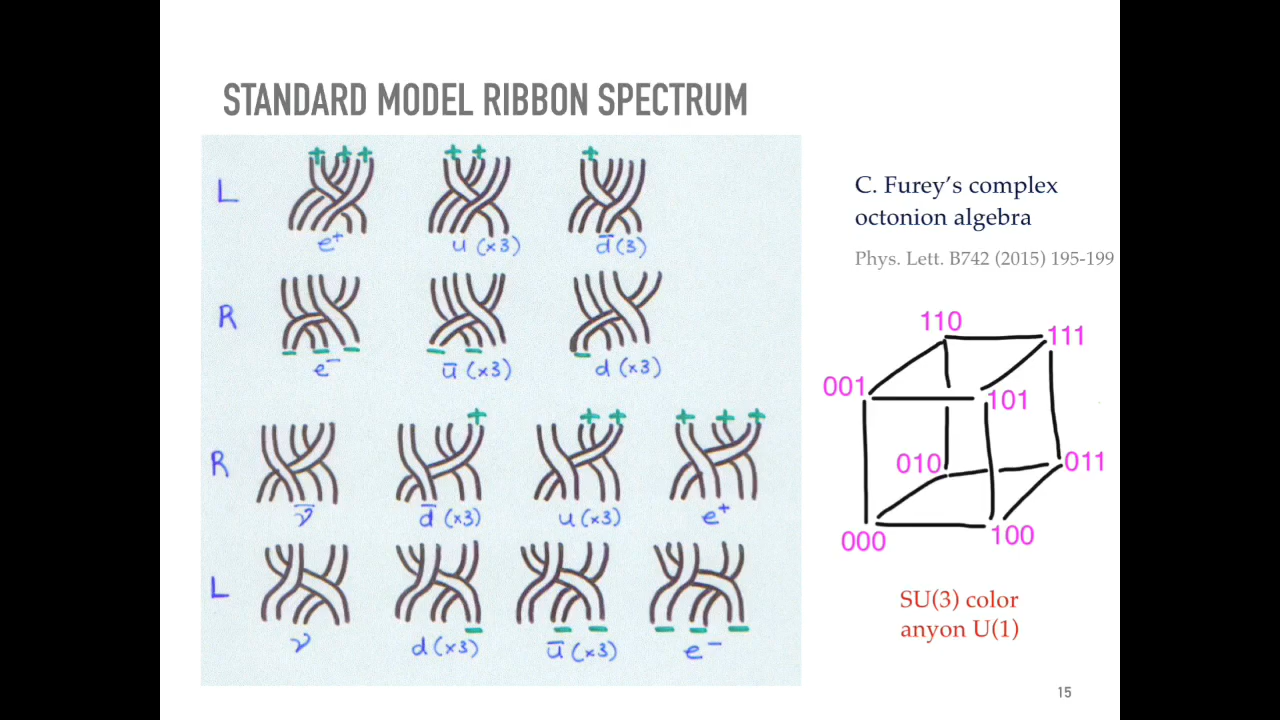 STANDARD MODEL RIBBON SPECTRUM
+ + + + + +
L
e⁺ u (×3) d̄ (3)
R
− − − − − −
e⁻ ū (×3) d (×3)
+ + + + + +
R
ν̄ d̄ (×3) u (×3) e⁺
L
− − − − − −
ν d (×3) ū (×3) e⁻
C. Furey's complex
octonion algebra
Phys. Lett. B742 (2015) 195-199
110
111
001
101
010
011
000
100
SU(3) color
anyon U(1)
15